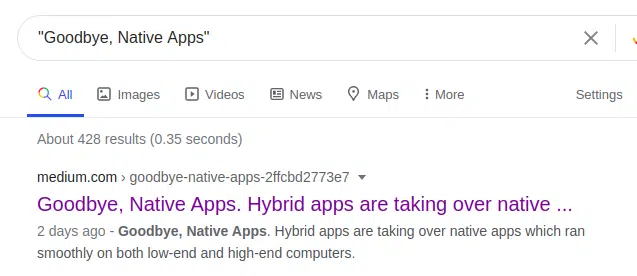 "Goodbye, Native Apps"
All Images Videos News Maps More Settings
About 428 results (0.35 seconds)
medium.com › goodbye-native-apps-2ffcbd2773e7
Goodbye, Native Apps. Hybrid apps are taking over native ...
2 days ago - Goodbye, Native Apps. Hybrid apps are taking over native apps which ran
smoothly on both low-end and high-end computers.